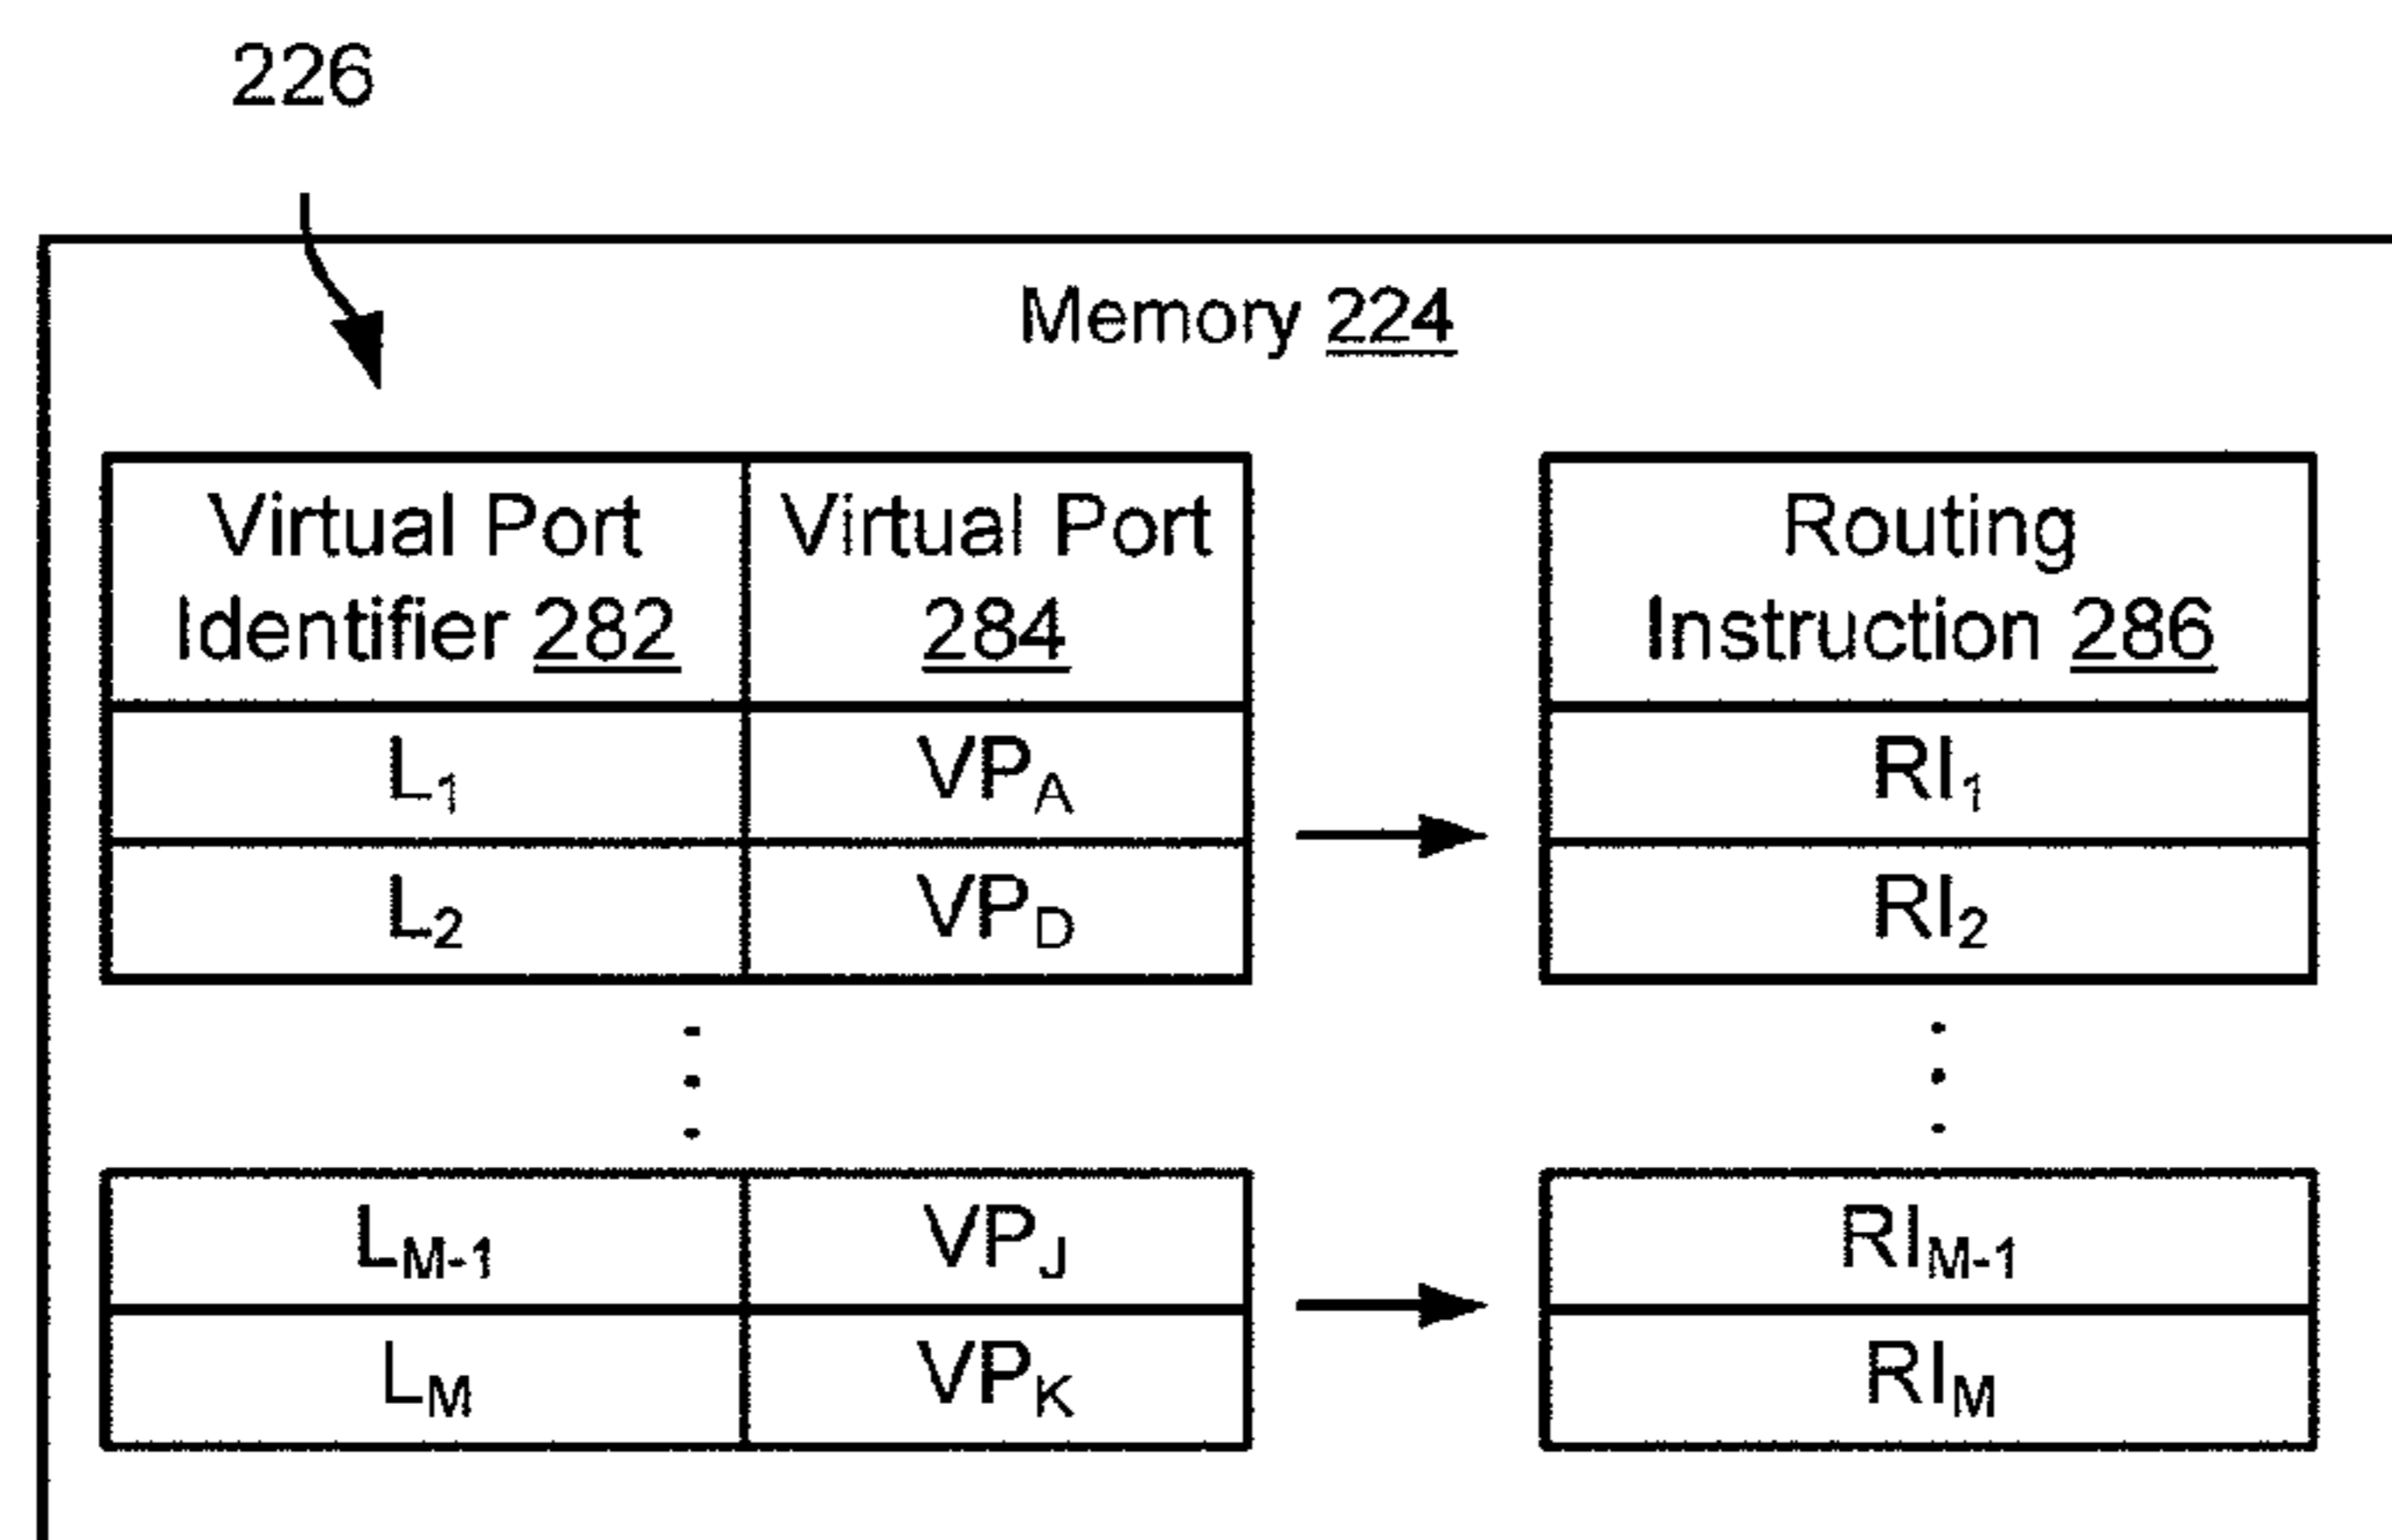 226
Memory 224
Virtual Port Identifier 282
Virtual Port 284
Routing Instruction 286
L1
VPA
RI1
L2
VPD
RI2
LM-1
VPJ
RIM-1
LM
VPK
RIM